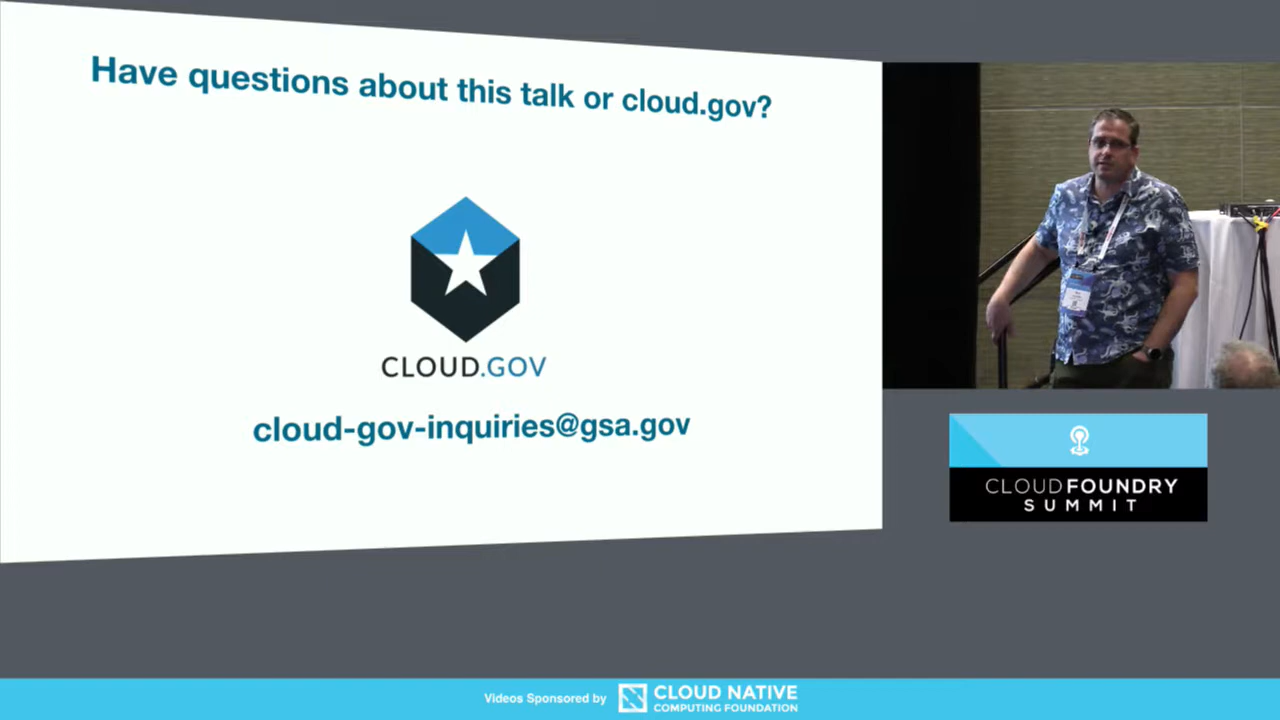 Have questions about this talk or cloud.gov?
CLOUD.GOV
cloud-gov-inquiries@gsa.gov
CLOUDFOUNDRY
SUMMIT
Videos Sponsored by
CLOUD NATIVE
COMPUTING FOUNDATION